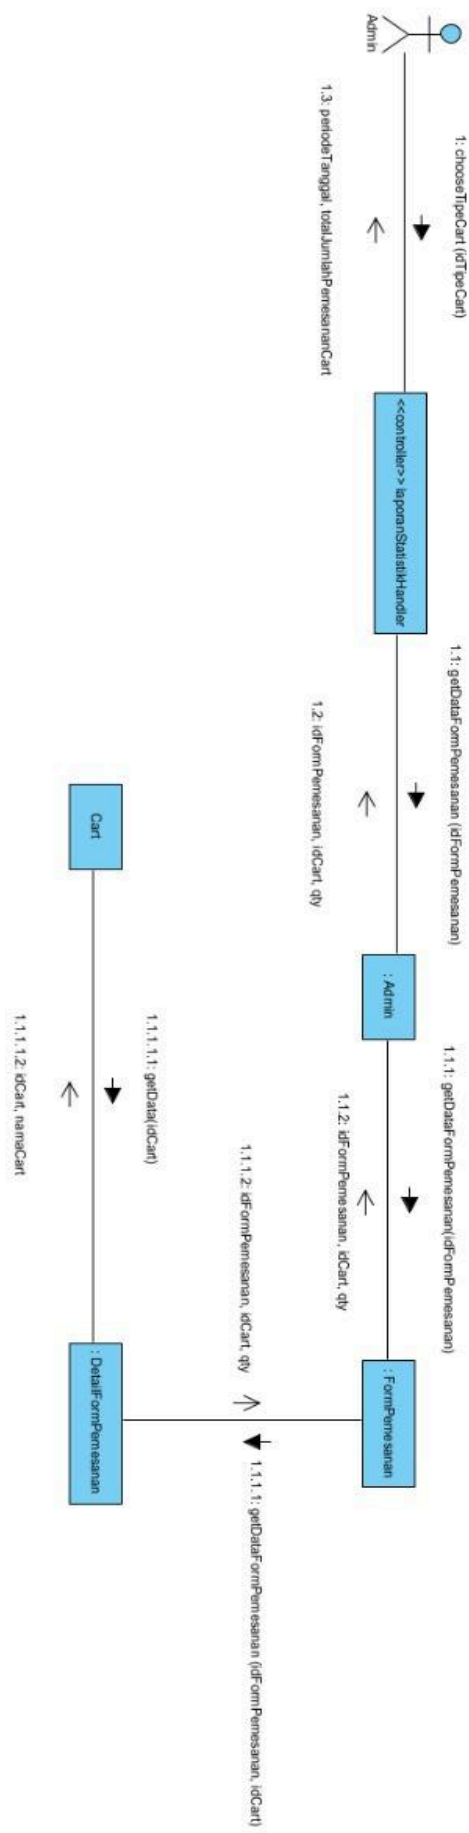 Admin
1: chooseTipeCart (idTipeCart)
1.3: periodeTanggal, totalJumlahPemesananCart
<<controller>> laporanStatistikHandler
1.1: getDataFormPemesanan (idFormPemesanan)
1.2: idFormPemesanan, idCart, qty
: Admin
1.1.1: getDataFormPemesanan(idFormPemesanan)
1.1.2: idFormPemesanan, idCart, qty
: FormPemesanan
1.1.1.2: idFormPemesanan, idCart, qty
1.1.1.1: getDataFormPemesanan (idFormPemesanan, idCart)
Cart
1.1.1.1.1: getData(idCart)
1.1.1.1.2: idCart, namaCart
: DetailFormPemesanan